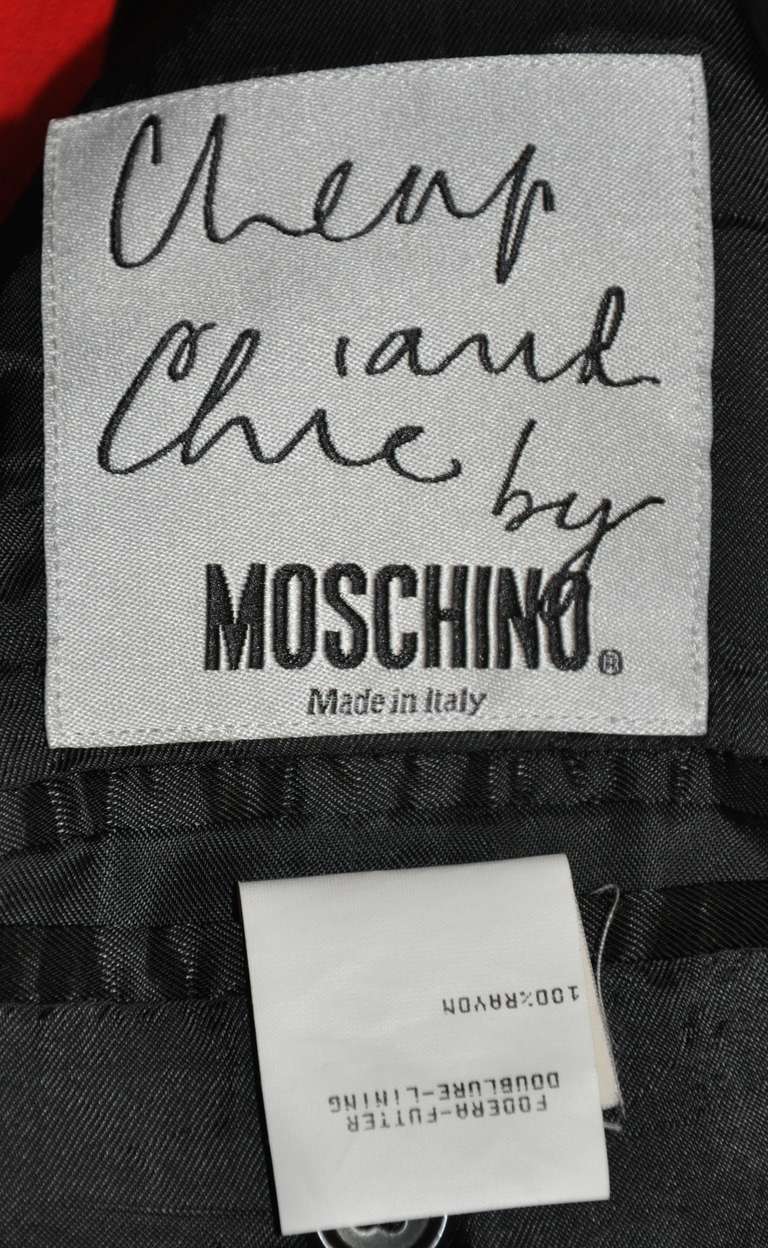 Cheap
and
Chic
by
MOSCHINO®
Made in Italy
FODERA-FUTTER
DOUBLURE-LINING
100%RAYON